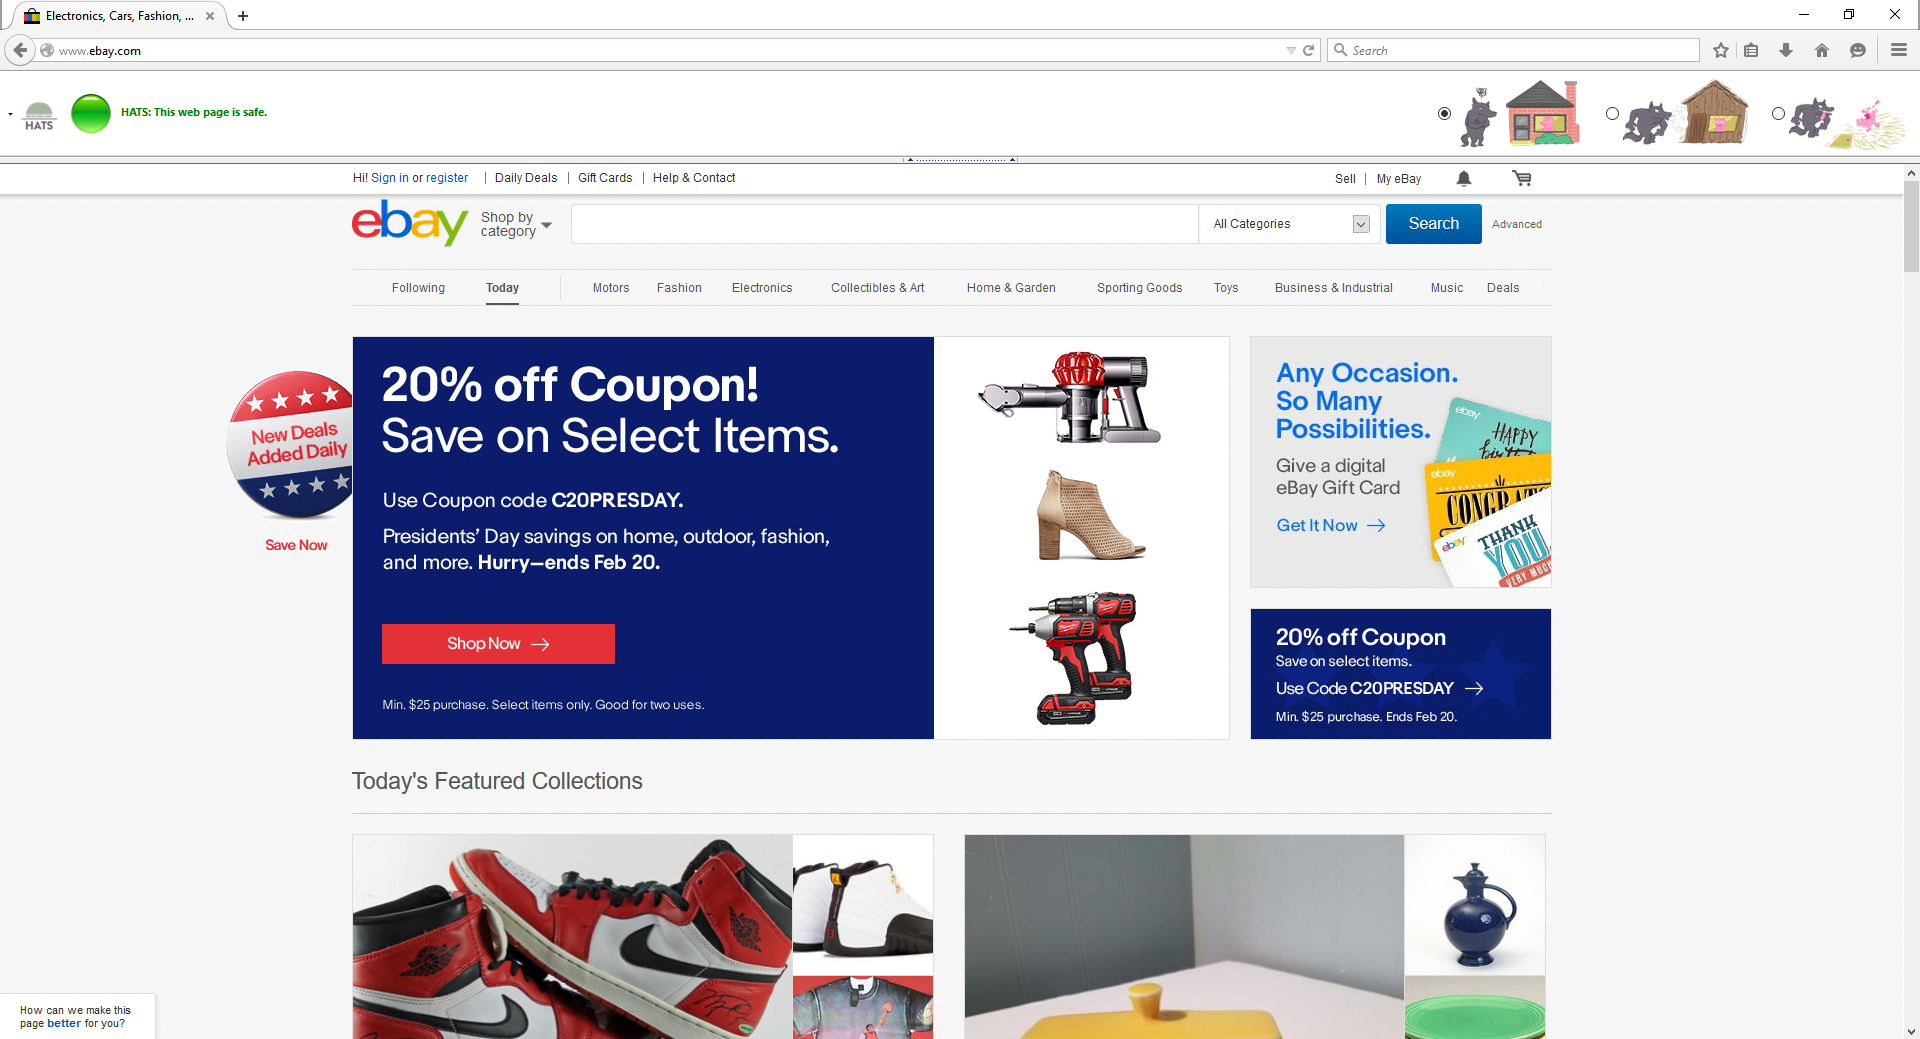 Electronics, Cars, Fashion, ...
www.ebay.com
Search
HATS
HATS: This web page is safe.
Hi! Sign in or register
Daily Deals
Gift Cards
Help & Contact
Sell
My eBay
ebay
Shop by
category
All Categories
Search
Advanced
Following
Today
Motors
Fashion
Electronics
Collectibles & Art
Home & Garden
Sporting Goods
Toys
Business & Industrial
Music
Deals
New Deals
Added Daily
Save Now
20% off Coupon!
Save on Select Items.
Use Coupon code C20PRESDAY.
Presidents' Day savings on home, outdoor, fashion,
and more. Hurry—ends Feb 20.
Shop Now
Min. $25 purchase. Select items only. Good for two uses.
Milwaukee
Any Occasion.
So Many
Possibilities.
Give a digital
eBay Gift Card
Get It Now
ebay
HAPPY
ebay
ebay
THANK
YOU
VERY MUCH
20% off Coupon
Save on select items.
Use Code C20PRESDAY
Min. $25 purchase. Ends Feb 20.
Today's Featured Collections
How can we make this
page better for you?